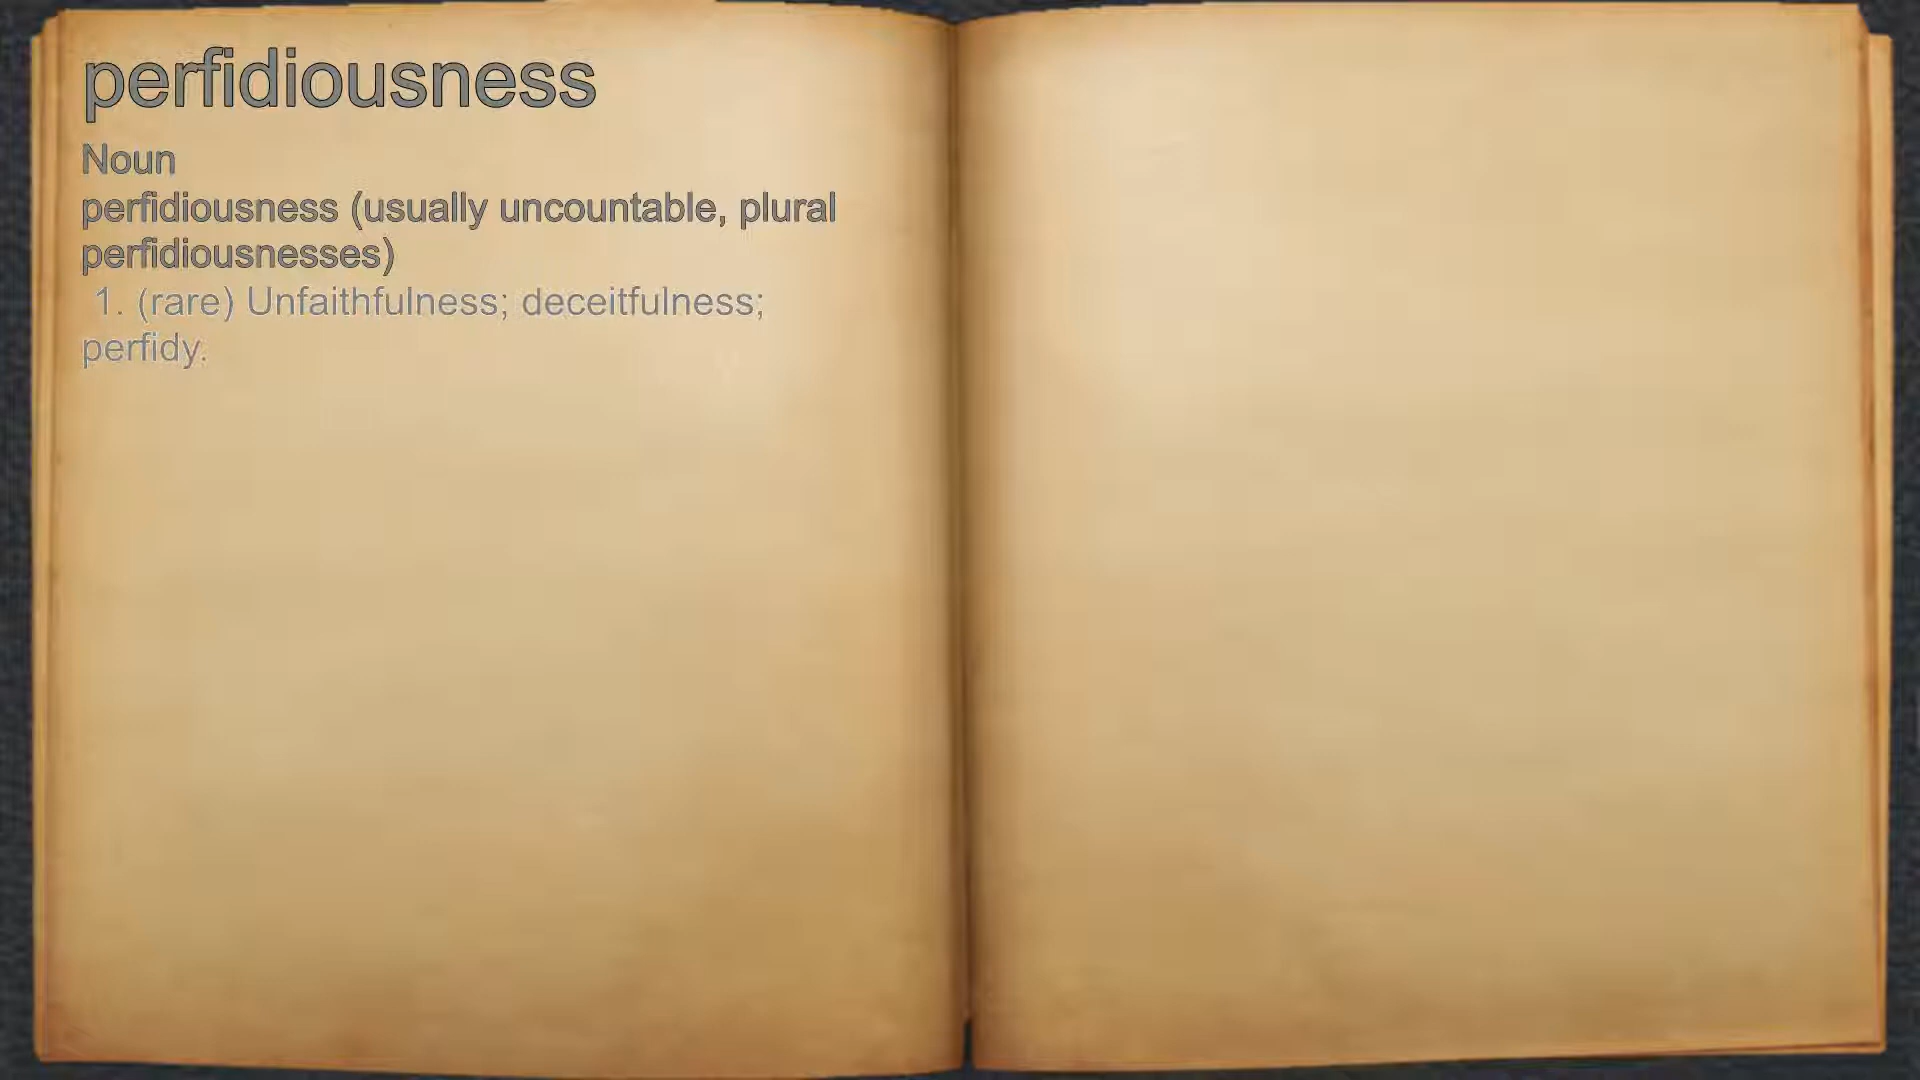 perfidiousness
Noun
perfidiousness (usually uncountable, plural
perfidiousnesses)
1. (rare) Unfaithfulness; deceitfulness;
perfidy.